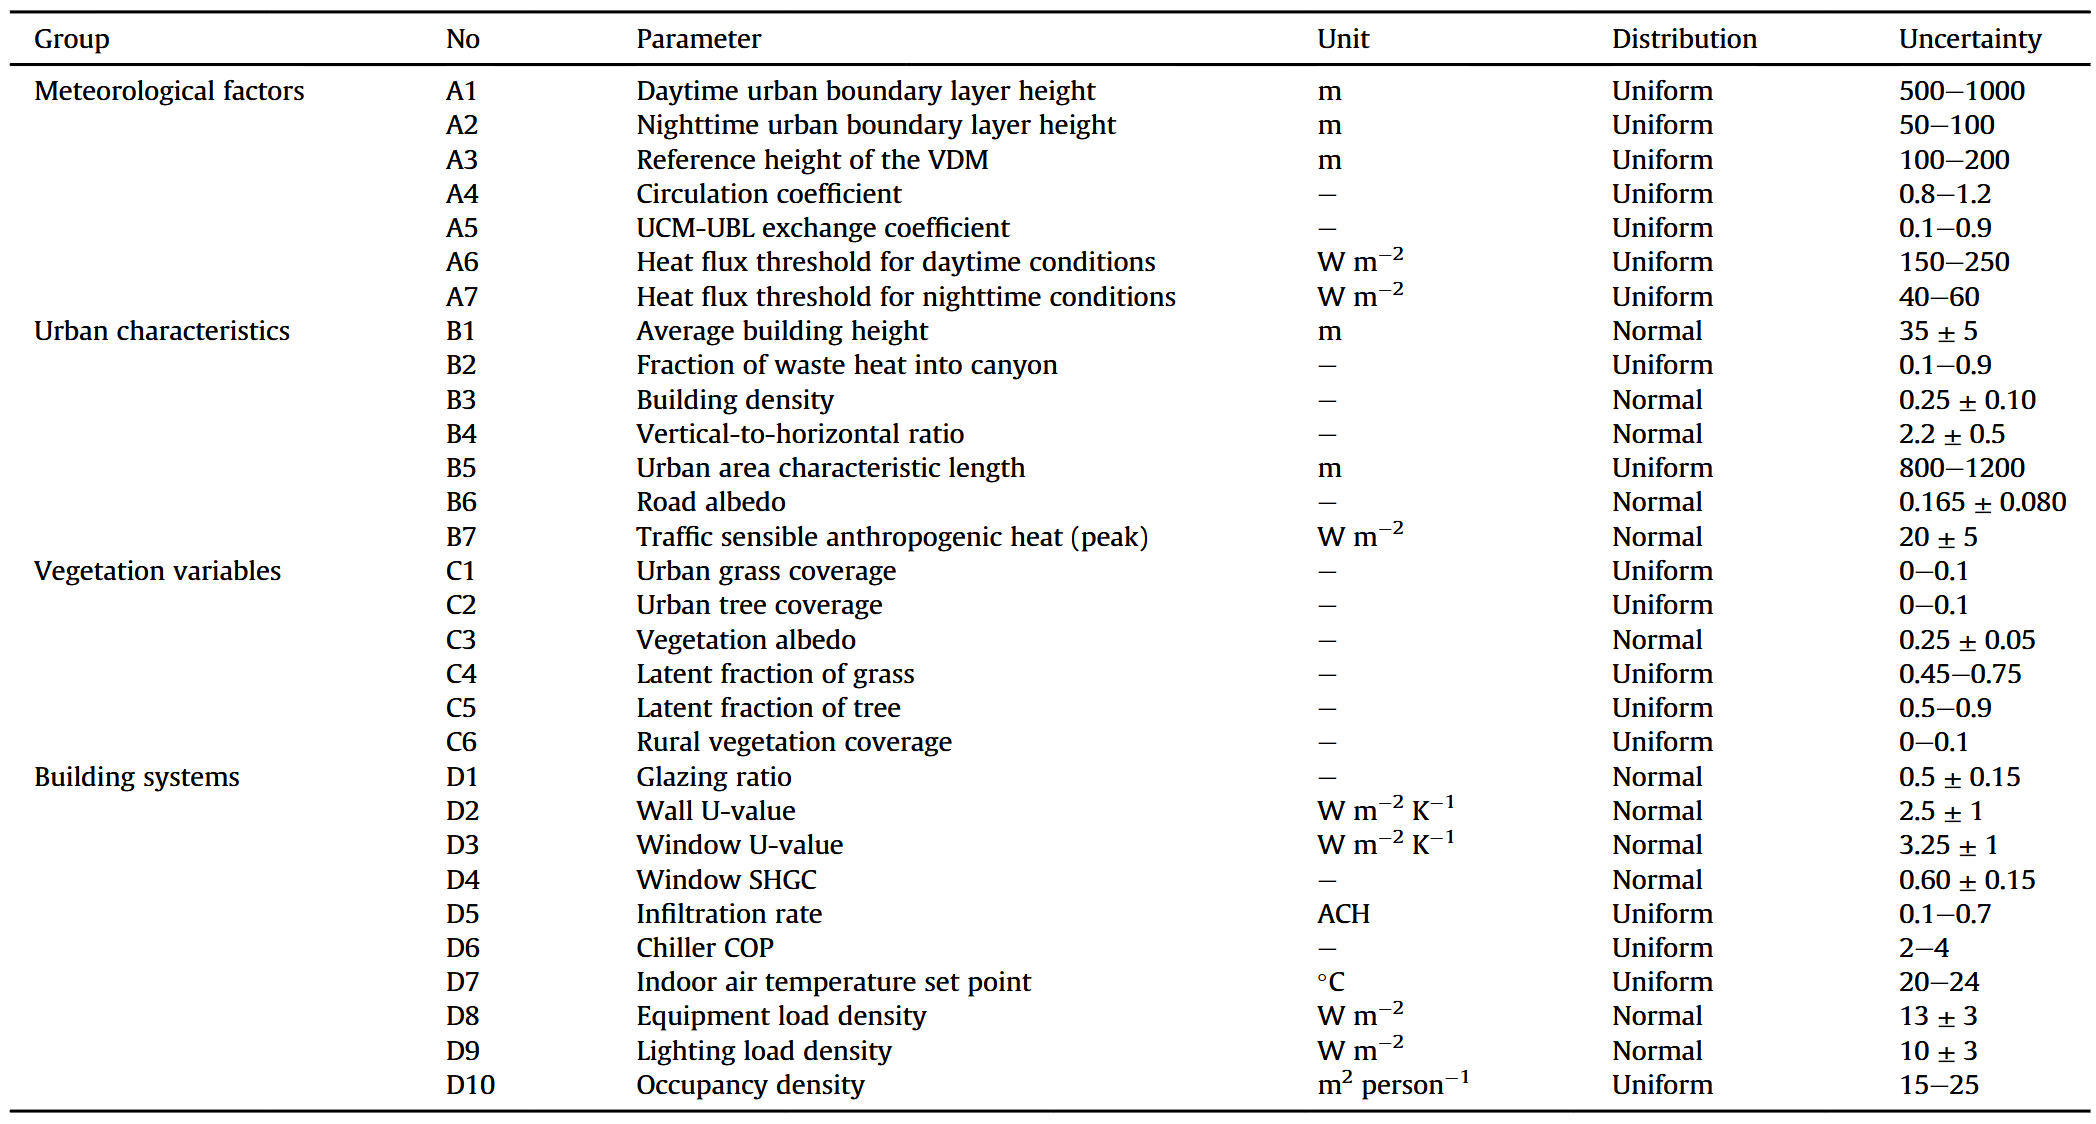 Group No Parameter Unit Distribution Uncertainty
Meteorological factors A1 Daytime urban boundary layer height m Uniform 500−1000
A2 Nighttime urban boundary layer height m Uniform 50−100
A3 Reference height of the VDM m Uniform 100−200
A4 Circulation coefficient − Uniform 0.8−1.2
A5 UCM-UBL exchange coefficient − Uniform 0.1−0.9
A6 Heat flux threshold for daytime conditions W m⁻² Uniform 150−250
A7 Heat flux threshold for nighttime conditions W m⁻² Uniform 40−60
Urban characteristics B1 Average building height m Normal 35 ± 5
B2 Fraction of waste heat into canyon − Uniform 0.1−0.9
B3 Building density − Normal 0.25 ± 0.10
B4 Vertical-to-horizontal ratio − Normal 2.2 ± 0.5
B5 Urban area characteristic length m Uniform 800−1200
B6 Road albedo − Normal 0.165 ± 0.080
B7 Traffic sensible anthropogenic heat (peak) W m⁻² Normal 20 ± 5
Vegetation variables C1 Urban grass coverage − Uniform 0−0.1
C2 Urban tree coverage − Uniform 0−0.1
C3 Vegetation albedo − Normal 0.25 ± 0.05
C4 Latent fraction of grass − Uniform 0.45−0.75
C5 Latent fraction of tree − Uniform 0.5−0.9
C6 Rural vegetation coverage − Uniform 0−0.1
Building systems D1 Glazing ratio − Normal 0.5 ± 0.15
D2 Wall U-value W m⁻² K⁻¹ Normal 2.5 ± 1
D3 Window U-value W m⁻² K⁻¹ Normal 3.25 ± 1
D4 Window SHGC − Normal 0.60 ± 0.15
D5 Infiltration rate ACH Uniform 0.1−0.7
D6 Chiller COP − Uniform 2−4
D7 Indoor air temperature set point °C Uniform 20−24
D8 Equipment load density W m⁻² Normal 13 ± 3
D9 Lighting load density W m⁻² Normal 10 ± 3
D10 Occupancy density m² person⁻¹ Uniform 15−25